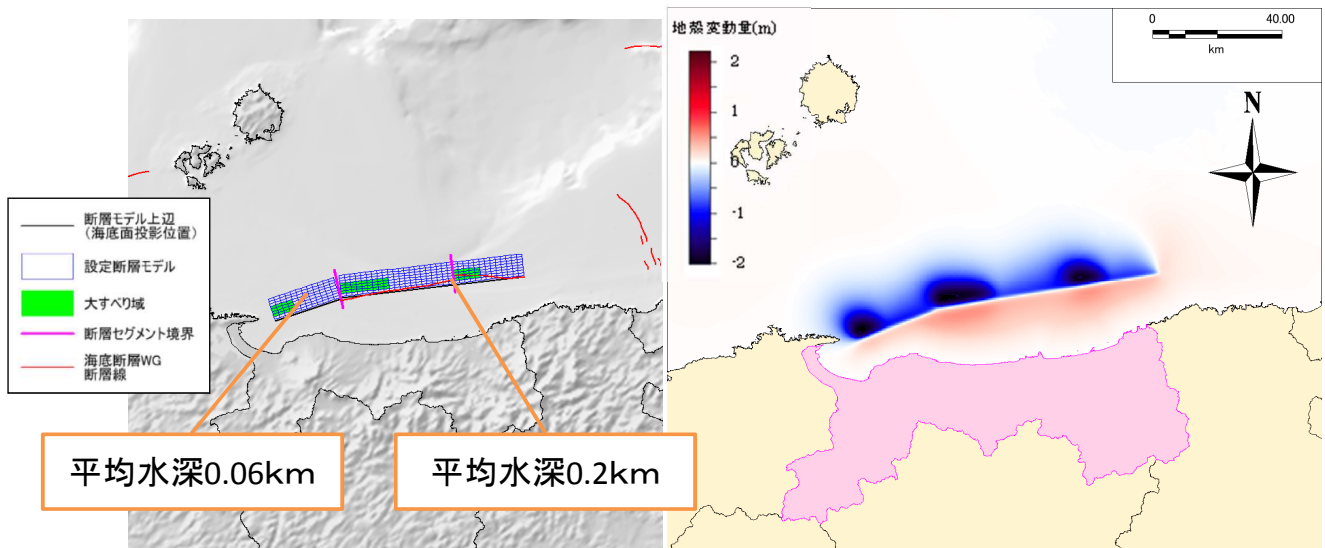 断層モデル上辺
(海底面投影位置)
設定断層モデル
大すべり域
断層セグメント境界
海底断層WG
断層線
平均水深0.06km
平均水深0.2km
地殻変動量(m)
2
1
0
-1
-2
0
40.00
km
N